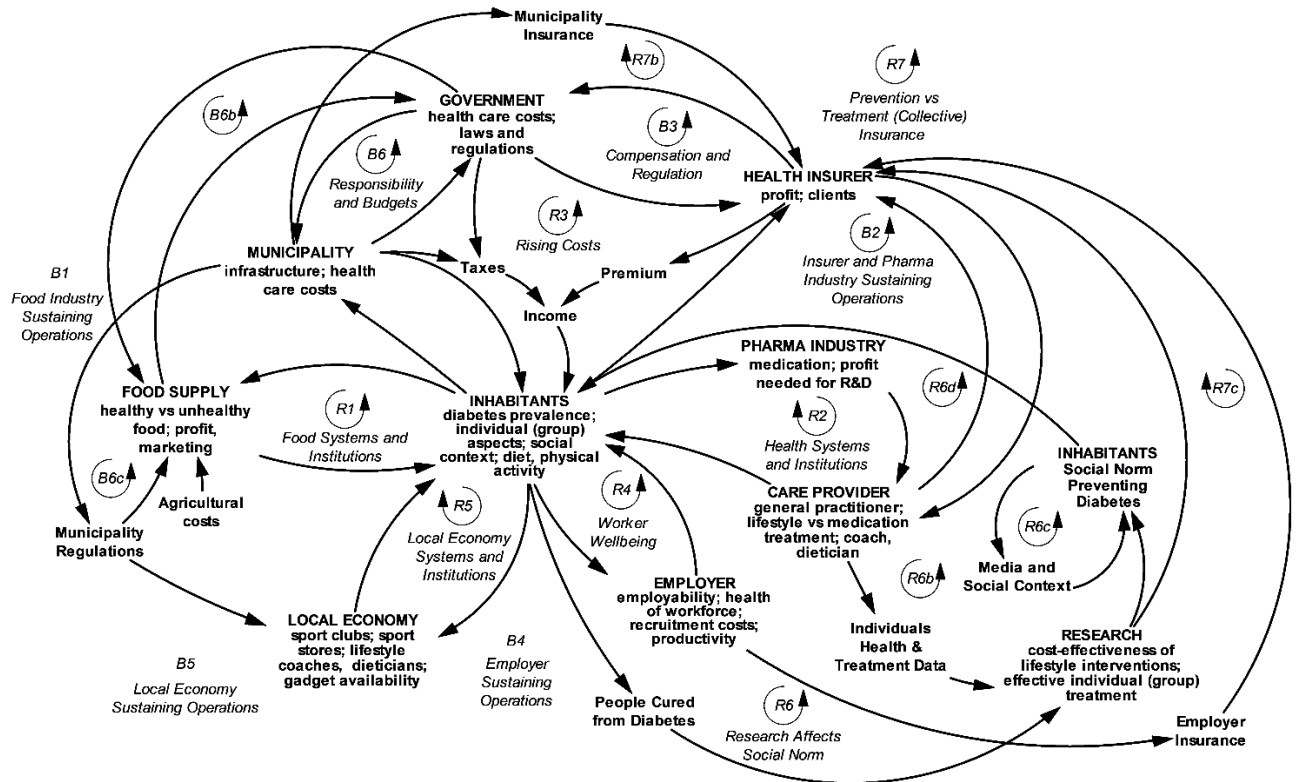 Municipality
Insurance
R7b
R7
Prevention vs
Treatment (Collective)
Insurance
B6b
GOVERNMENT
health care costs;
laws and
regulations
B3
Compensation and
Regulation
B6
Responsibility
and Budgets
HEALTH INSURER
profit; clients
R3
Rising Costs
B2
Insurer and Pharma
Industry Sustaining
Operations
MUNICIPALITY
infrastructure; health
care costs
Taxes
Premium
Income
B1
Food Industry
Sustaining
Operations
PHARMA INDUSTRY
medication; profit
needed for R&D
R6d
R7c
FOOD SUPPLY
healthy vs unhealthy
food; profit,
marketing
R1
Food Systems and
Institutions
INHABITANTS
diabetes prevalence;
individual (group)
aspects; social
context; diet, physical
activity
R2
Health Systems
and Institutions
INHABITANTS
Social Norm
Preventing
Diabetes
B6c
Agricultural
costs
Municipality
Regulations
R5
Local Economy
Systems and
Institutions
R4
Worker
Wellbeing
CARE PROVIDER
general practitioner;
lifestyle vs medication
treatment; coach,
dietician
R6c
Media and
Social Context
R6b
EMPLOYER
employability; health
of workforce;
recruitment costs;
productivity
LOCAL ECONOMY
sport clubs; sport
stores; lifestyle
coaches, dieticians;
gadget availability
B4
Employer
Sustaining
Operations
B5
Local Economy
Sustaining Operations
Individuals
Health &
Treatment Data
RESEARCH
cost-effectiveness of
lifestyle interventions;
effective individual (group)
treatment
People Cured
from Diabetes
R6
Research Affects
Social Norm
Employer
Insurance